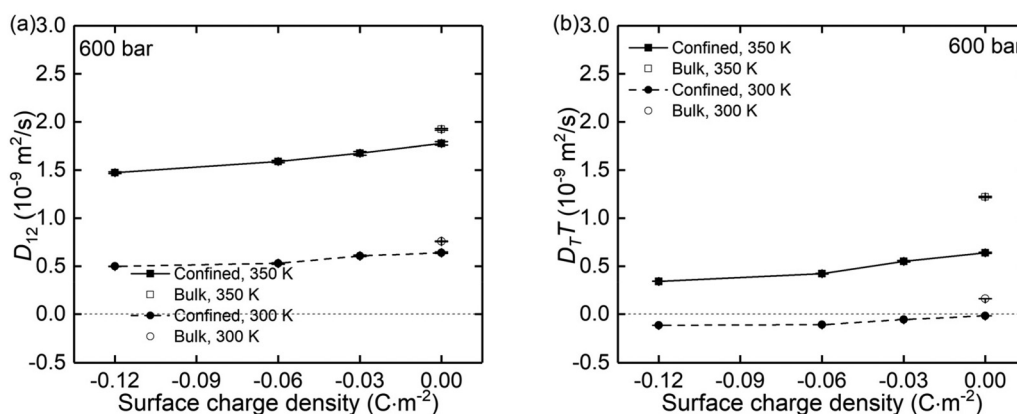 (a)
3.0
600 bar
2.5
2.0
1.5
1.0
0.5
0.0
-0.5
D12 (10-9 m2/s)
Confined, 350 K
Bulk, 350 K
Confined, 300 K
Bulk, 300 K
-0.12 -0.09 -0.06 -0.03 0.00
Surface charge density (C·m-2)
(b)
3.0
600 bar
2.5
2.0
1.5
1.0
0.5
0.0
-0.5
DTT (10-9 m2/s)
Confined, 350 K
Bulk, 350 K
Confined, 300 K
Bulk, 300 K
-0.12 -0.09 -0.06 -0.03 0.00
Surface charge density (C·m-2)